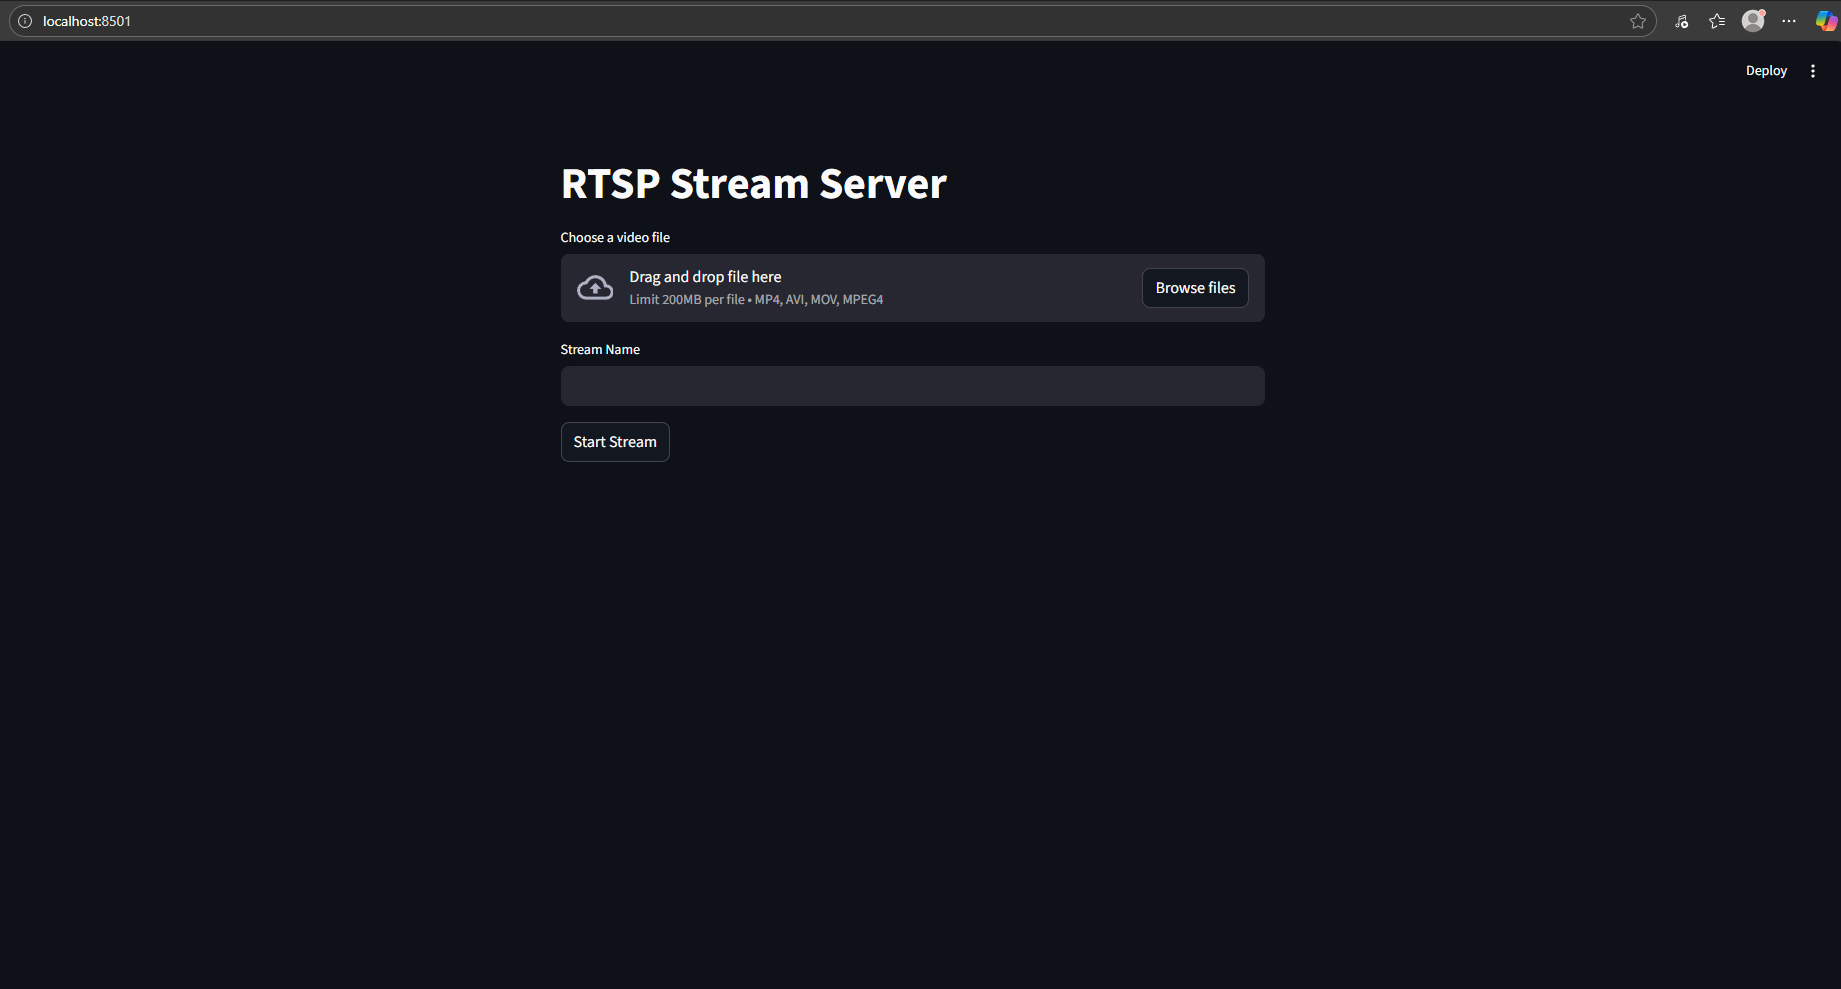 localhost:8501
Deploy
RTSP Stream Server
Choose a video file
Drag and drop file here
Limit 200MB per file • MP4, AVI, MOV, MPEG4
Browse files
Stream Name
Start Stream